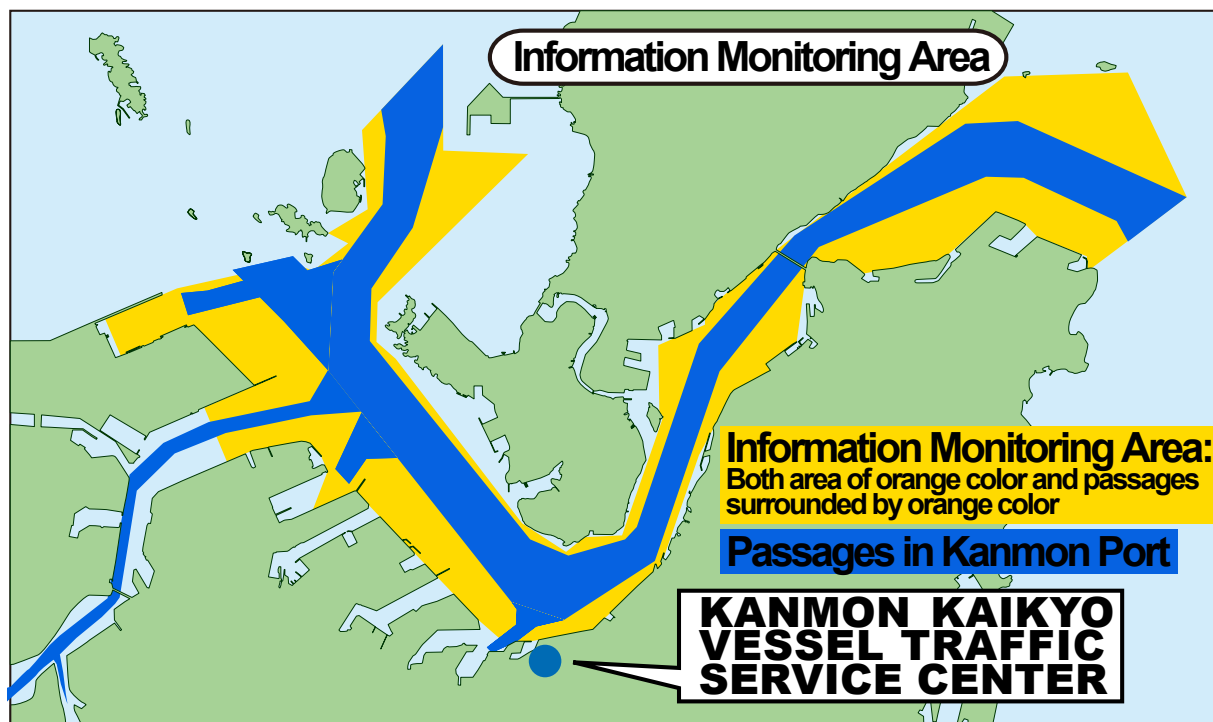 Information Monitoring Area
Information Monitoring Area:
Both area of orange color and passages
surrounded by orange color
Passages in Kanmon Port
KANMON KAIKYO
VESSEL TRAFFIC
SERVICE CENTER